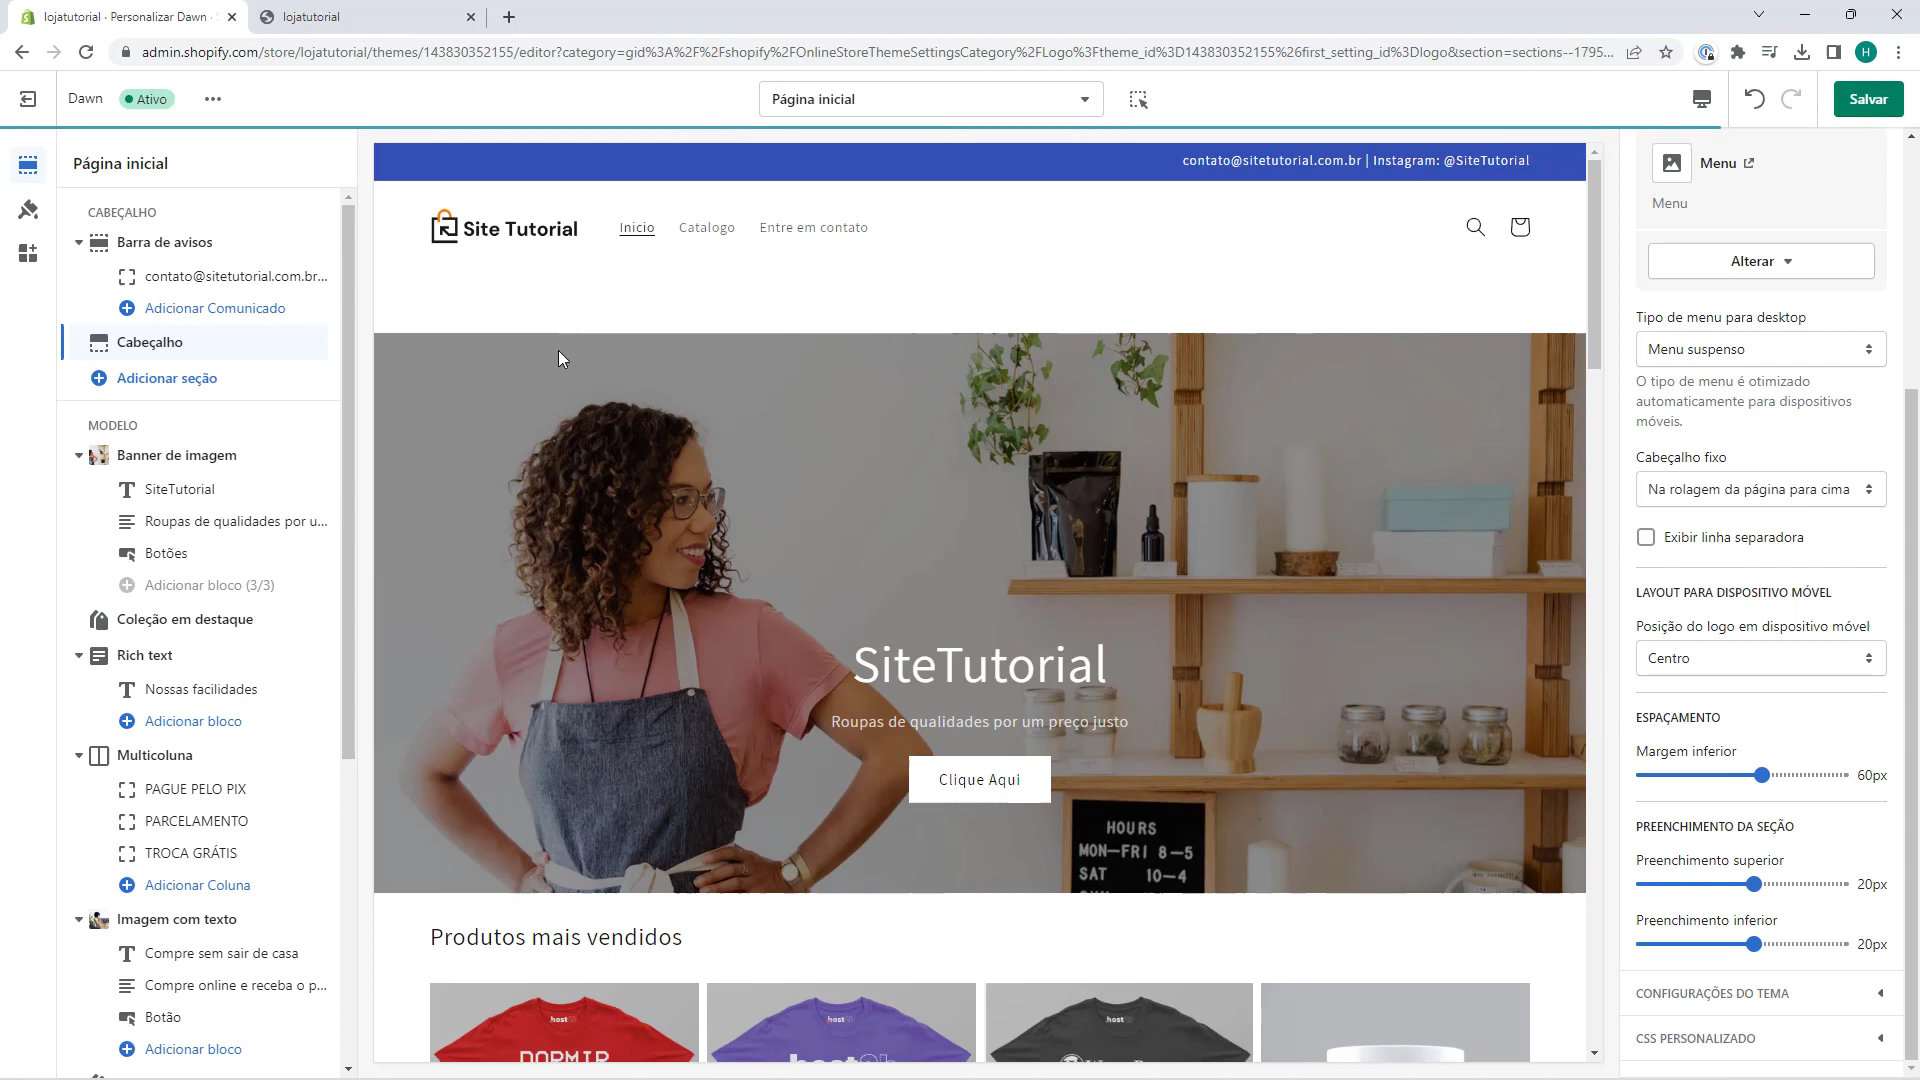 lojatutorial · Personalizar Dawn ·
lojatutorial
admin.shopify.com/store/lojatutorial/themes/143830352155/editor?category=gid%3A%2F%2Fshopify%2FOnlineStoreThemeSettingsCategory%2FLogo%3Ftheme_id%3D143830352155%26first_setting_id%3Dlogo&section=sections--1795...
H
Dawn
Ativo
Página inicial
Salvar
Página inicial
CABEÇALHO
Barra de avisos
contato@sitetutorial.com.br...
Adicionar Comunicado
Cabeçalho
Adicionar seção
MODELO
Banner de imagem
SiteTutorial
Roupas de qualidades por u...
Botões
Adicionar bloco (3/3)
Coleção em destaque
Rich text
Nossas facilidades
Adicionar bloco
Multicoluna
PAGUE PELO PIX
PARCELAMENTO
TROCA GRÁTIS
Adicionar Coluna
Imagem com texto
Compre sem sair de casa
Compre online e receba o p...
Botão
Adicionar bloco
contato@sitetutorial.com.br | Instagram: @SiteTutorial
Site Tutorial
Inicio
Catalogo
Entre em contato
SiteTutorial
Roupas de qualidades por um preço justo
Clique Aqui
HOURS
MON-FRI 8-5
SAT 10-4
Produtos mais vendidos
host
DORMIR
host
host
Menu
Menu
Alterar
Tipo de menu para desktop
Menu suspenso
O tipo de menu é otimizado
automaticamente para dispositivos
móveis.
Cabeçalho fixo
Na rolagem da página para cima
Exibir linha separadora
LAYOUT PARA DISPOSITIVO MÓVEL
Posição do logo em dispositivo móvel
Centro
ESPAÇAMENTO
Margem inferior
60px
PREENCHIMENTO DA SEÇÃO
Preenchimento superior
20px
Preenchimento inferior
20px
CONFIGURAÇÕES DO TEMA
CSS PERSONALIZADO